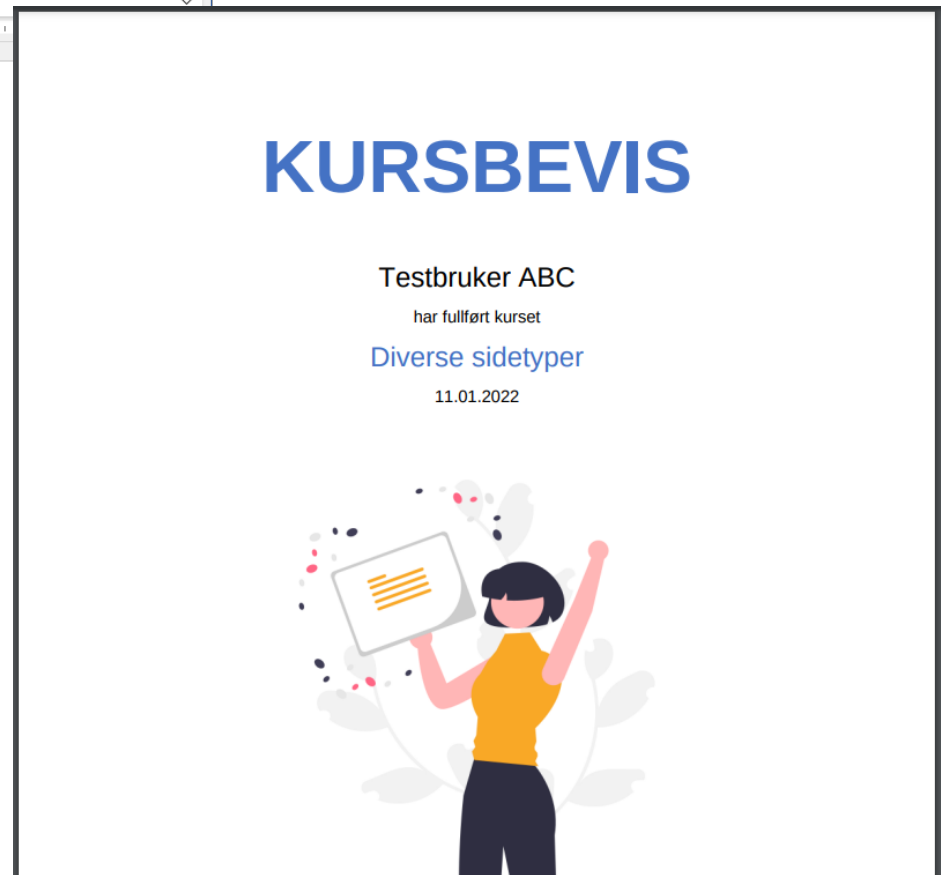 KURSBEVIS
Testbruker ABC
har fullført kurset
Diverse sidetyper
11.01.2022